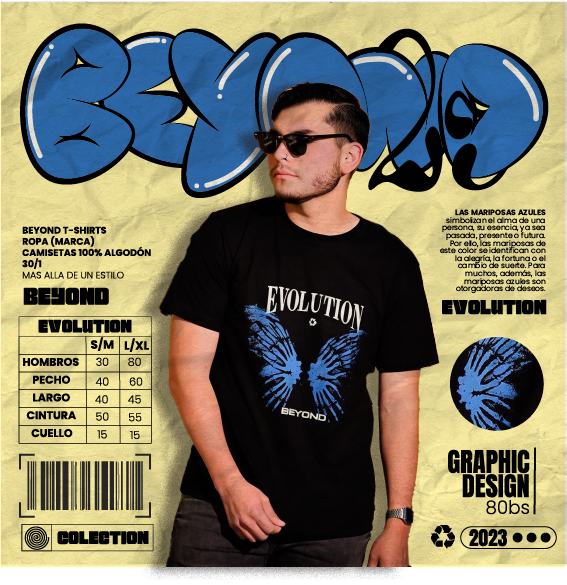 BEYOND
BEYOND T-SHIRTS
ROPA (MARCA)
CAMISETAS 100% ALGODÓN
30/1
MAS ALLA DE UN ESTILO
BEYOND
EVOLUTION
S/M L/XL
HOMBROS 30 80
PECHO 40 60
LARGO 40 45
CINTURA 50 55
CUELLO 15 15
COLECTION
EVOLUTION
BEYOND
LAS MARIPOSAS AZULES
simbolizan el alma de una
persona, su esencia, ya sea
pasada, presente o futura.
Por ello, las mariposas de
este color se identifican con
la alegría, la fortuna o el
cambio de suerte. Para
muchos, además, las
mariposas azules son
otorgadoras de deseos.
EVOLUTION
GRAPHIC
DESIGN
80bs
2023